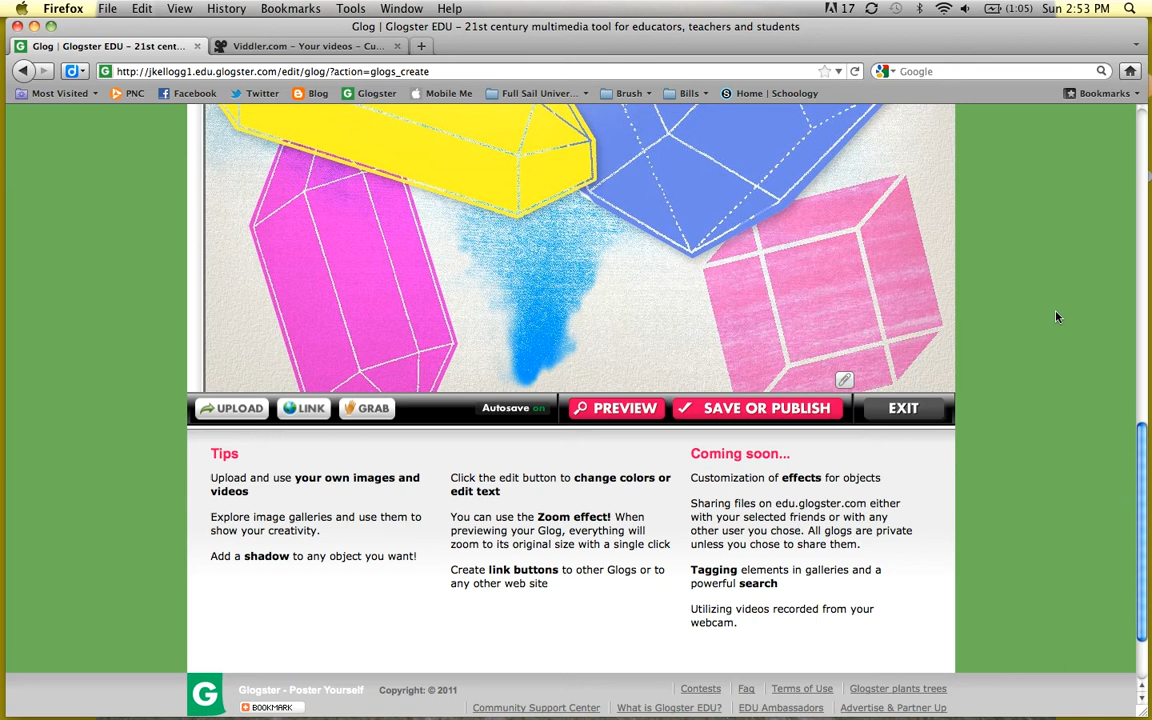 Firefox File Edit View History Bookmarks Tools Window Help 17 (1:05) Sun 2:53 PM
Glog | Glogster EDU – 21st century multimedia tool for educators, teachers and students
Glog | Glogster EDU – 21st cent... Viddler.com – Your videos – Cu...
http://jkellogg1.edu.glogster.com/edit/glog/?action=glogs_create Google
Most Visited PNC Facebook Twitter Blog Glogster Mobile Me Full Sail Univer... Brush Bills Home | Schoology Bookmarks
UPLOAD LINK GRAB Autosave on PREVIEW SAVE OR PUBLISH EXIT
Tips
Upload and use your own images and
videos
Explore image galleries and use them to
show your creativity.
Add a shadow to any object you want!
Click the edit button to change colors or
edit text
You can use the Zoom effect! When
previewing your Glog, everything will
zoom to its original size with a single click
Create link buttons to other Glogs or to
any other web site
Coming soon...
Customization of effects for objects
Sharing files on edu.glogster.com either
with your selected friends or with any
other user you chose. All glogs are private
unless you chose to share them.
Tagging elements in galleries and a
powerful search
Utilizing videos recorded from your
webcam.
G Glogster – Poster Yourself Copyright: © 2011 Contests Faq Terms of Use Glogster plants trees
BOOKMARK Community Support Center What is Glogster EDU? EDU Ambassadors Advertise & Partner Up